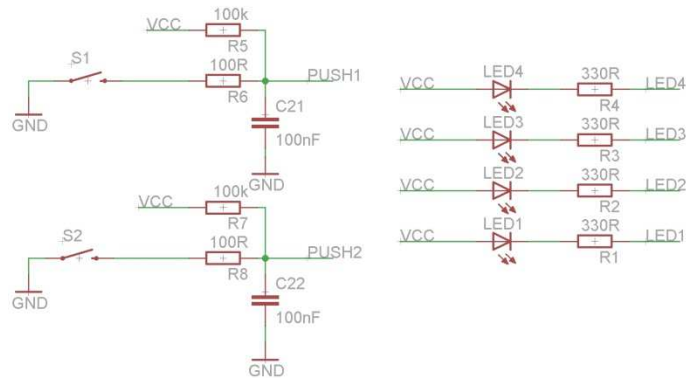 VCC
100k
R5
S1
100R
R6
PUSH1
GND
C21
100nF
GND
VCC
100k
R7
S2
100R
R8
PUSH2
GND
C22
100nF
GND
VCC
LED4
330R
R4
LED4
VCC
LED3
330R
R3
LED3
VCC
LED2
330R
R2
LED2
VCC
LED1
330R
R1
LED1